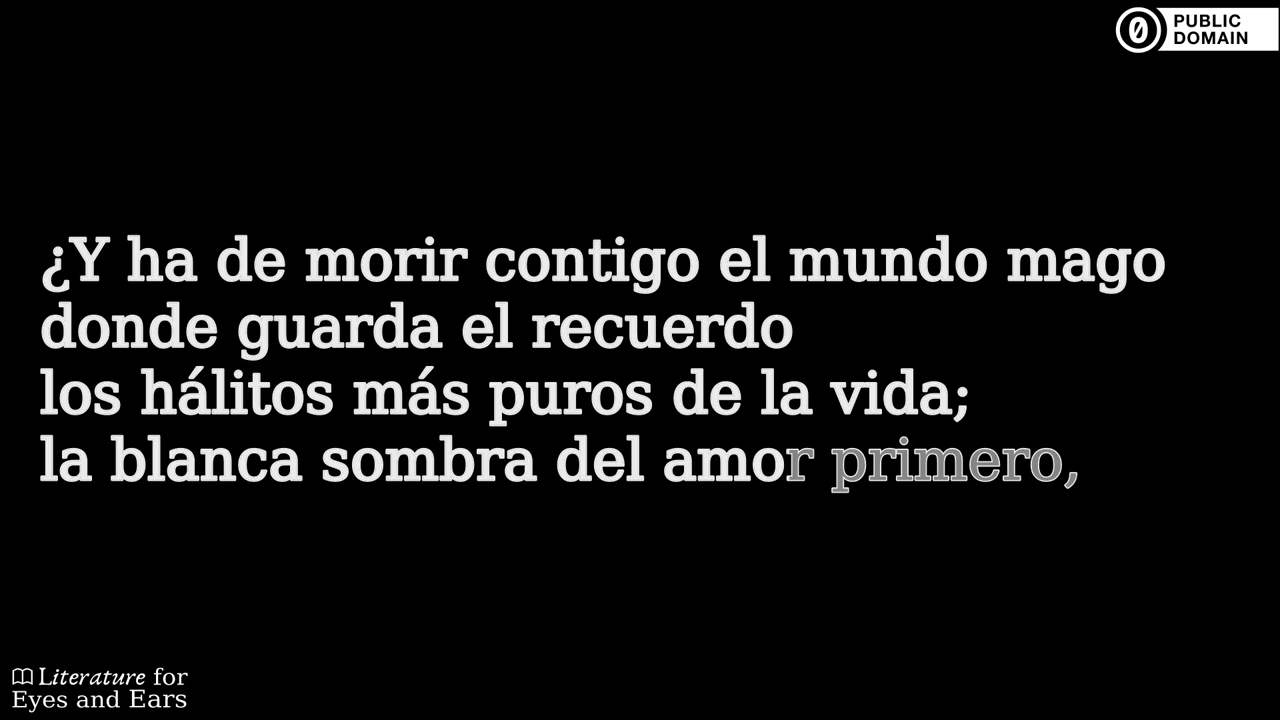 PUBLIC
DOMAIN
¿Y ha de morir contigo el mundo mago
donde guarda el recuerdo
los hálitos más puros de la vida;
la blanca sombra del amor primero,
Literature for
Eyes and Ears